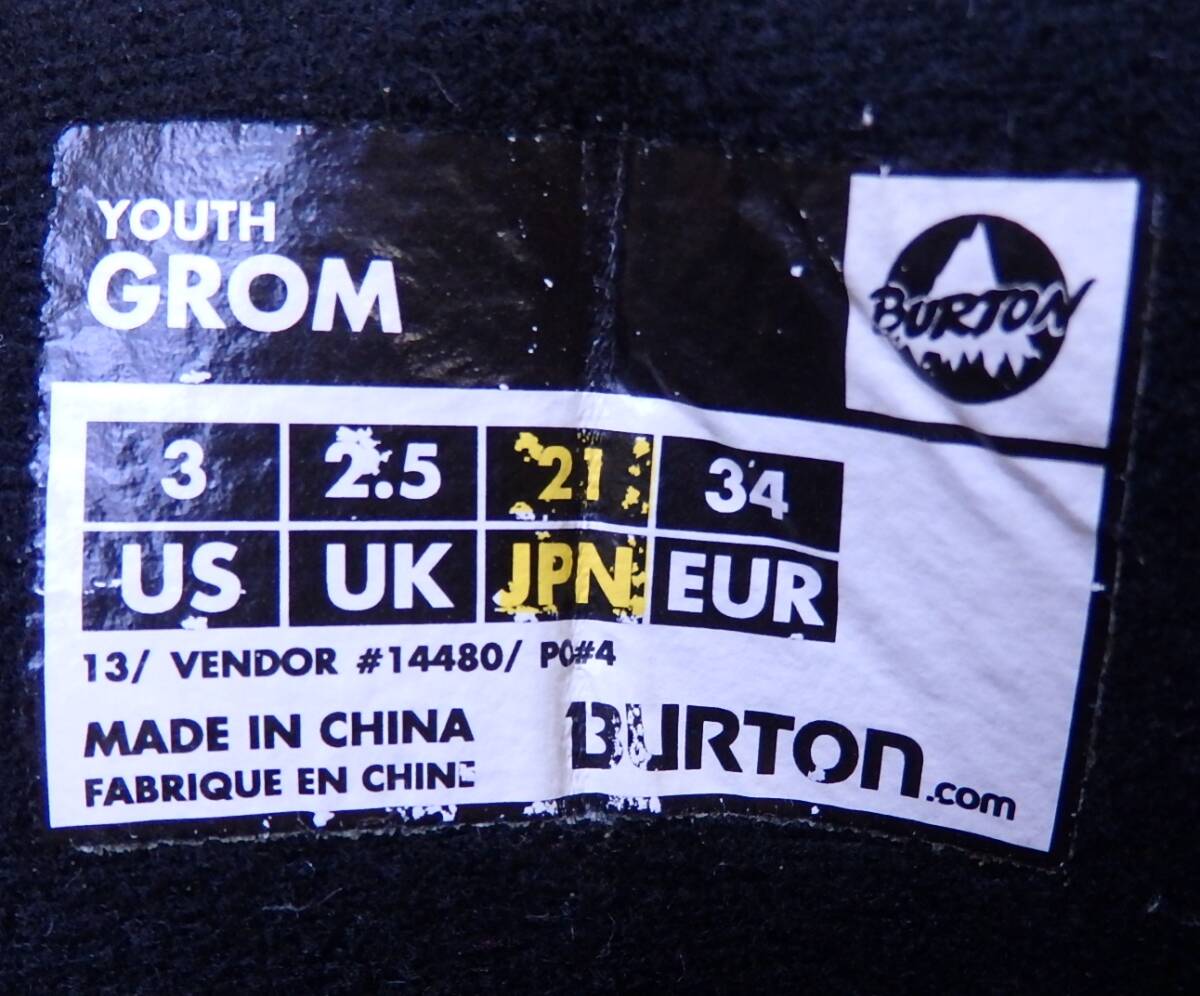 YOUTH
GROM
BURTON
3 2.5 21 34
US UK JPN EUR
13/ VENDOR #14480/ PO#4
MADE IN CHINA
FABRIQUE EN CHINE
BURTON.com